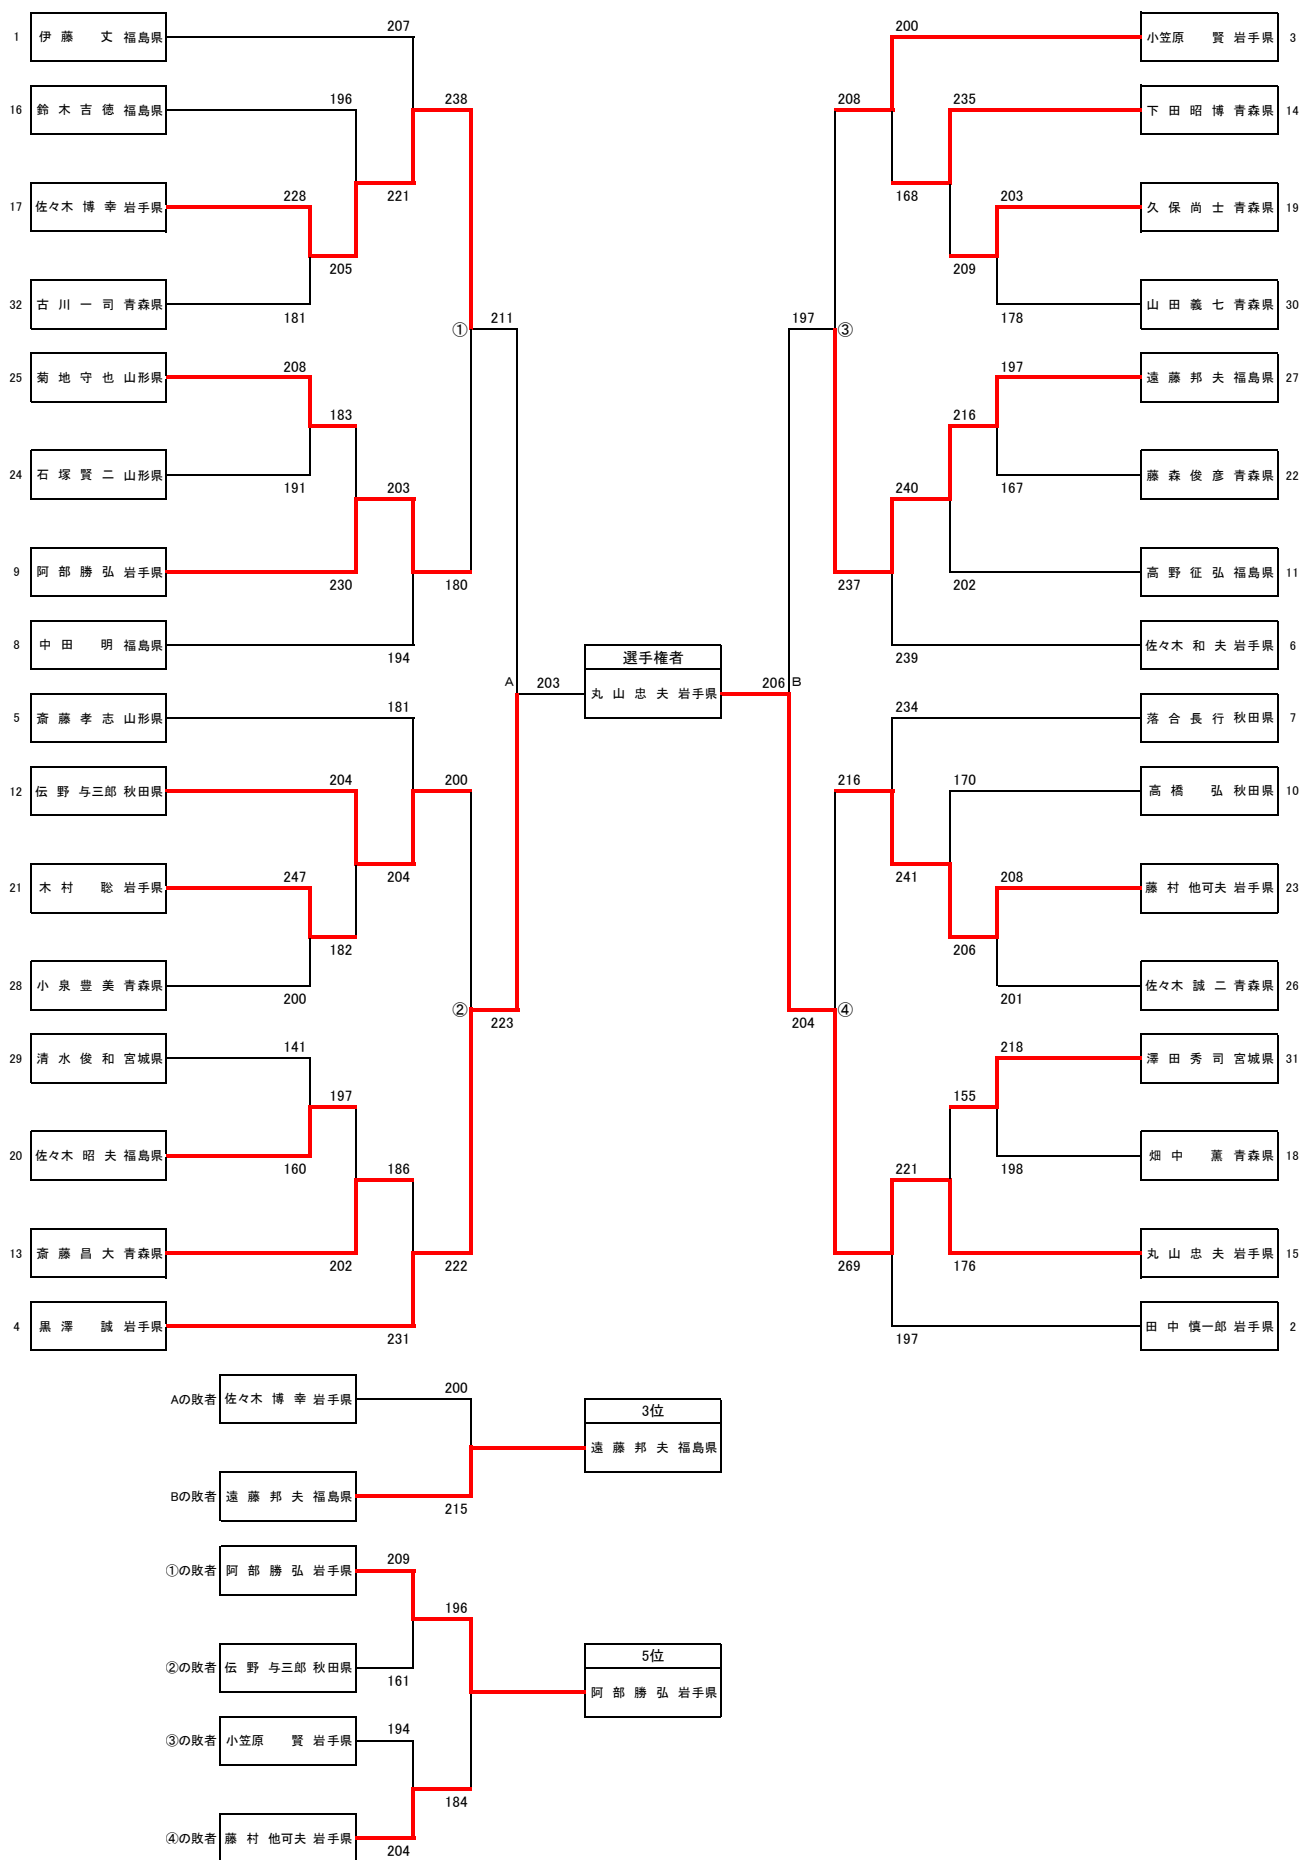 207
200
1 伊藤 丈 福島県
小笠原 賢 岩手県 3
196
238
208
235
16 鈴木吉徳 福島県
下田昭博 青森県 14
228
221
168
203
17 佐々木 博幸 岩手県
久保尚士 青森県 19
205
209
32 古川一司 青森県
山田義七 青森県 30
181
① 211
197 ③
178
208
197
25 菊地守也 山形県
遠藤邦夫 福島県 27
183
216
24 石塚賢二 山形県
藤森俊彦 青森県 22
191
203
240
167
9 阿部勝弘 岩手県
高野征弘 福島県 11
230
180
237
202
8 中田 明 福島県
佐々木 和夫 岩手県 6
194
選手権者
239
A 203
丸山忠夫 岩手県
206 B
181
234
5 斎藤孝志 山形県
落合長行 秋田県 7
204
200
216
170
12 伝野 与三郎 秋田県
高橋 弘 秋田県 10
247
204
241
208
21 木村 聡 岩手県
藤村 他可夫 岩手県 23
182
206
28 小泉豊美 青森県
佐々木 誠二 青森県 26
200
② 223
204 ④
201
141
218
29 清水俊和 宮城県
澤田秀司 宮城県 31
197
155
20 佐々木 昭夫 福島県
畑中 薫 青森県 18
160
186
221
198
13 斎藤昌大 青森県
丸山忠夫 岩手県 15
202
222
269
176
4 黒澤 誠 岩手県
田中 慎一郎 岩手県 2
231
197
200
Aの敗者 佐々木 博幸 岩手県
3位
遠藤邦夫 福島県
Bの敗者 遠藤邦夫 福島県
215
209
①の敗者 阿部勝弘 岩手県
196
②の敗者 伝野 与三郎 秋田県
161
5位
阿部勝弘 岩手県
194
③の敗者 小笠原 賢 岩手県
184
④の敗者 藤村 他可夫 岩手県
204